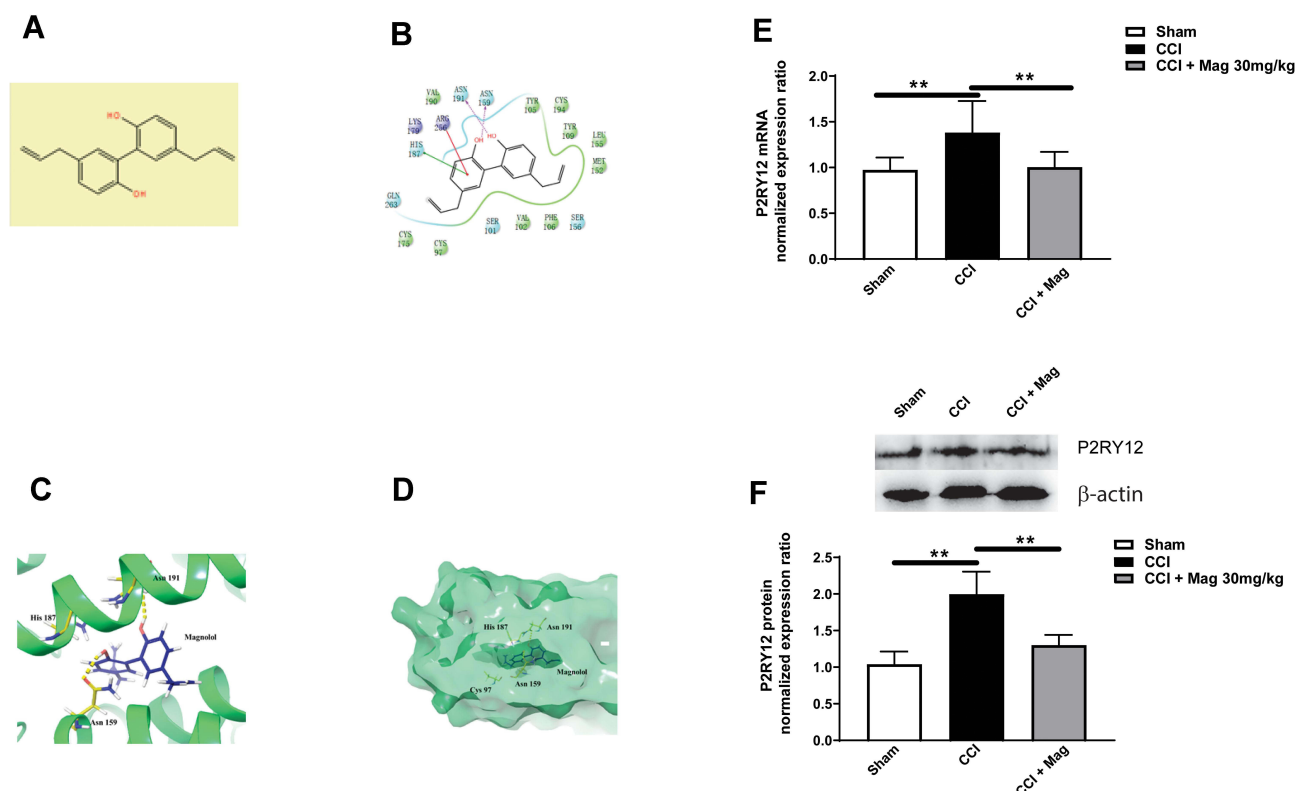 A
HO
OH
B
VAL
190
ASN
191
ASN
159
TYR
105
CYS
194
LYS
179
ARG
256
TYR
109
LEU
155
HIS
187
OH
HO
MET
152
GLN
263
SER
101
VAL
102
PHE
106
SER
156
CYS
175
CYS
97
C
Asn 191
His 187
Magnolol
Asn 159
D
His 187
Asn 191
Magnolol
Asn 159
Cys 97
E
Sham
CCI
CCI + Mag 30mg/kg
P2RY12 mRNA
normalized expression ratio
2.0
1.5
1.0
0.5
0.0
**
**
Sham
CCI
CCI + Mag
Sham
CCI
CCI + Mag
P2RY12
β-actin
F
Sham
CCI
CCI + Mag 30mg/kg
P2RY12 protein
normalized expression ratio
2.5
2.0
1.5
1.0
0.5
0.0
**
**
Sham
CCI
CCI + Mag